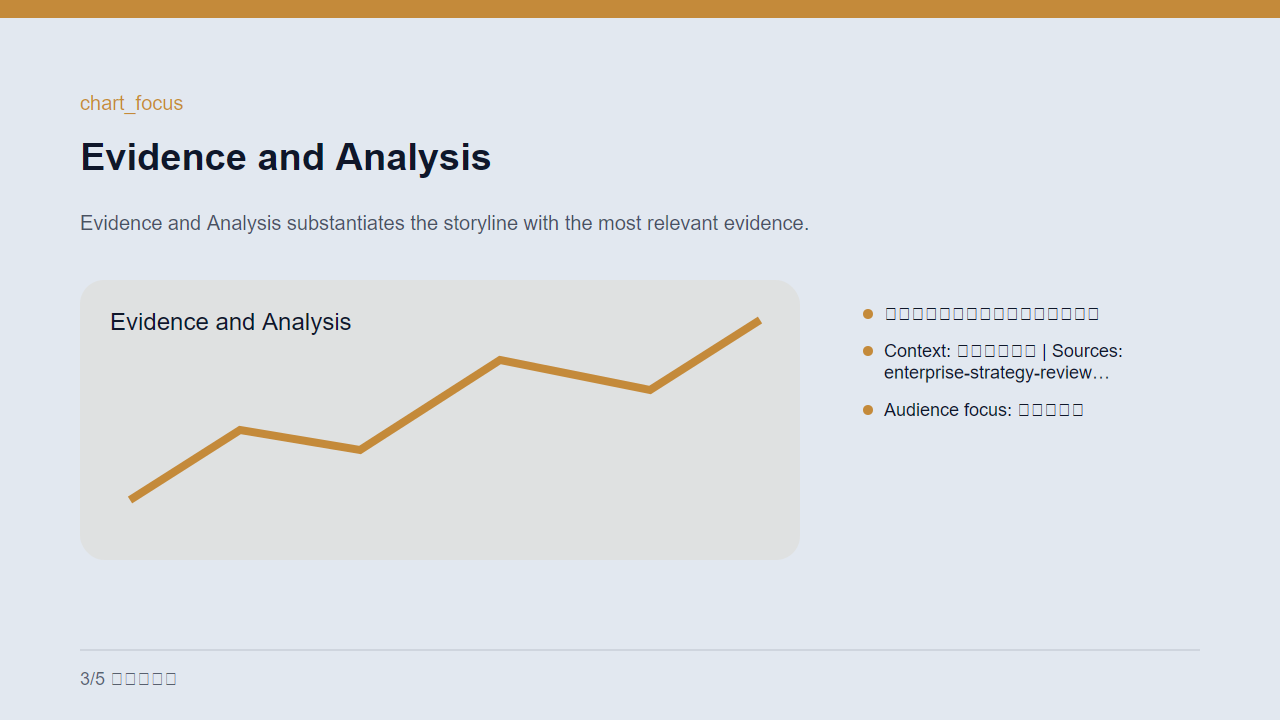 chart_focus
Evidence and Analysis
Evidence and Analysis substantiates the storyline with the most relevant evidence.
Evidence and Analysis
Context: | Sources:
enterprise-strategy-review…
Audience focus:
3/5